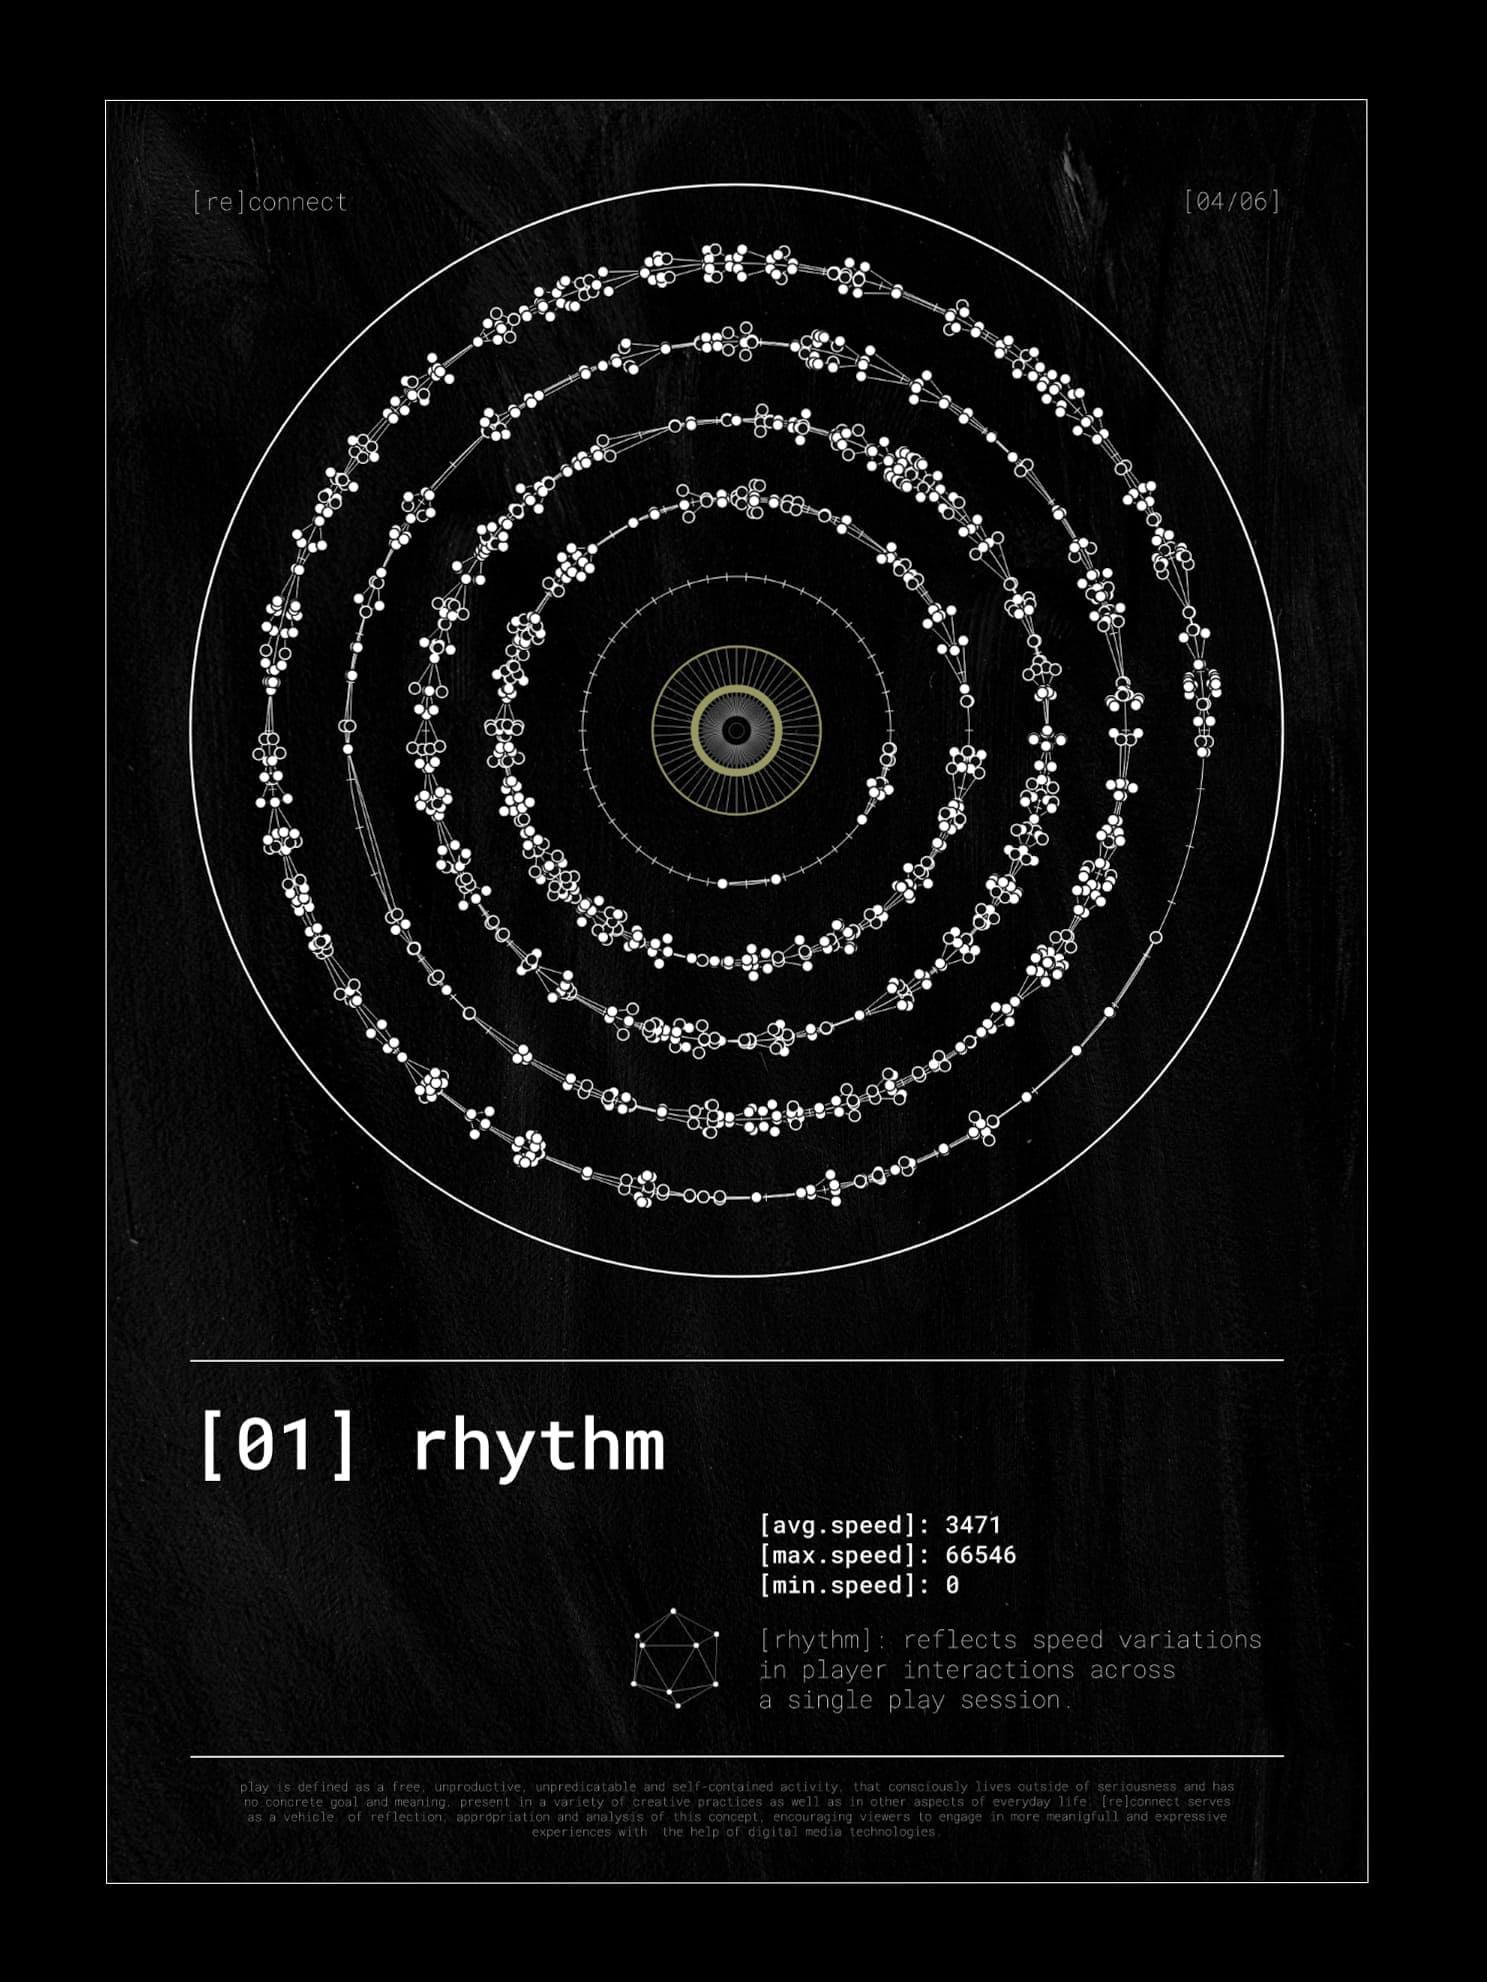 [re]connect
[04/06]
[01] rhythm
[avg.speed]: 3471
[max.speed]: 66546
[min.speed]: 0
[rhythm]: reflects speed variations
in player interactions across
a single play session.
play is defined as a free, unproductive, unpredicatable and self-contained activity, that consciously lives outside of seriousness and has
no concrete goal and meaning, present in a variety of creative practices as well as in other aspects of everyday life. [re]connect serves
as a vehicle  of reflection, appropriation and analysis of this concept, encouraging viewers to engage in more meanigfull and expressive
experiences with  the help of digital media technologies.